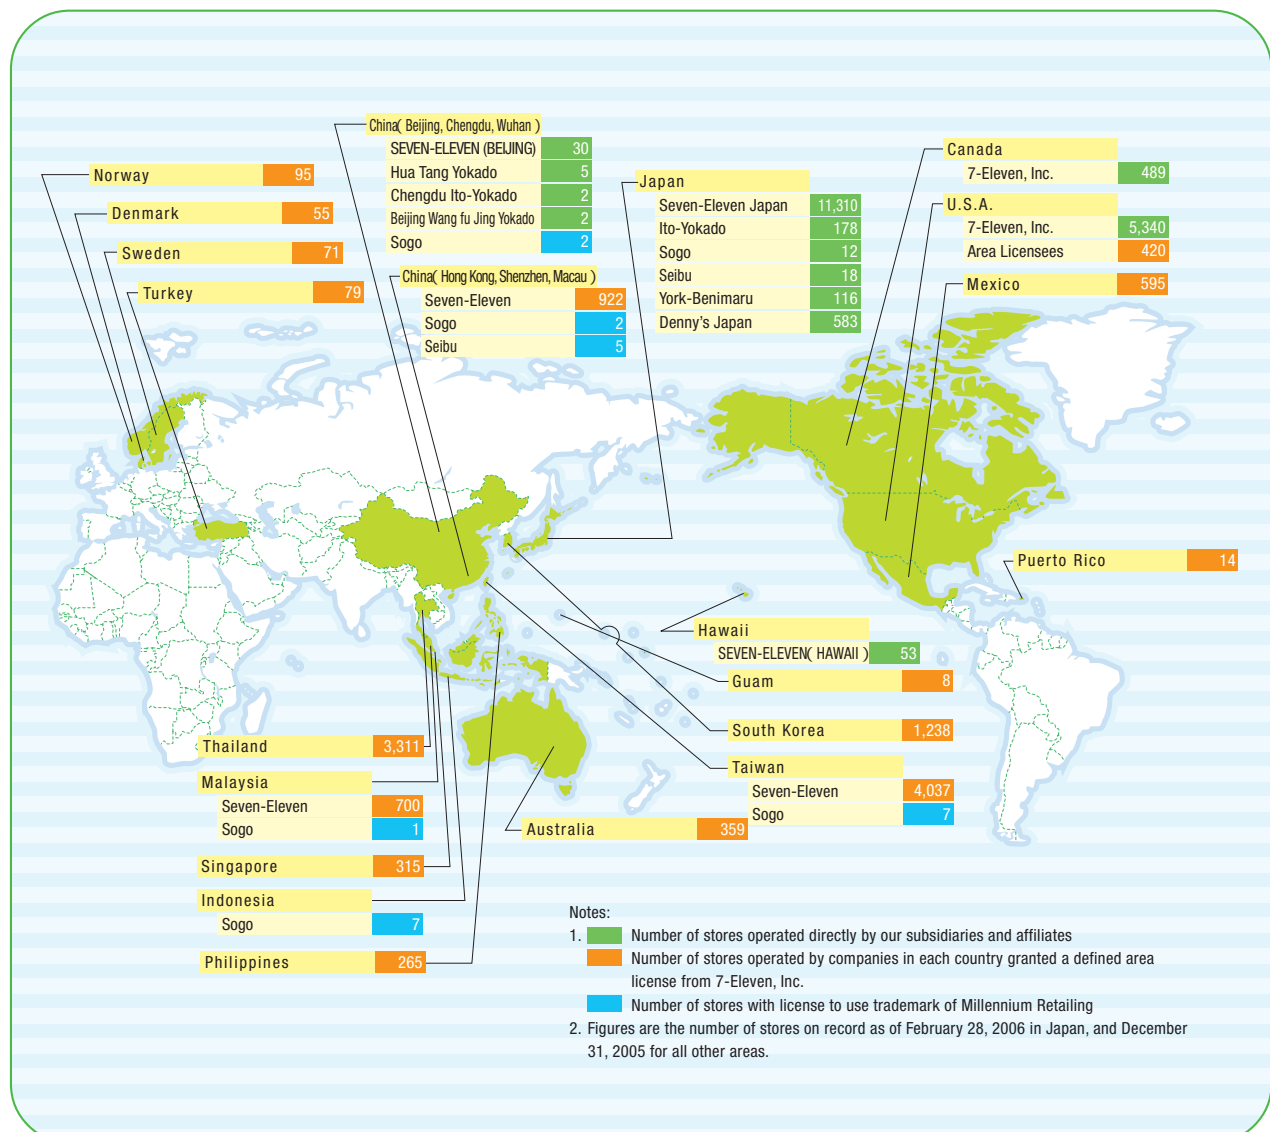 Norway 95
Denmark 55
Sweden 71
Turkey 79
China( Beijing, Chengdu, Wuhan )
SEVEN-ELEVEN (BEIJING) 30
Hua Tang Yokado 5
Chengdu Ito-Yokado 2
Beijing Wang fu Jing Yokado 2
Sogo 2
China( Hong Kong, Shenzhen, Macau )
Seven-Eleven 922
Sogo 2
Seibu 5
Japan
Seven-Eleven Japan 11,310
Ito-Yokado 178
Sogo 12
Seibu 18
York-Benimaru 116
Denny's Japan 583
Canada
7-Eleven, Inc. 489
U.S.A.
7-Eleven, Inc. 5,340
Area Licensees 420
Mexico 595
Puerto Rico 14
Hawaii
SEVEN-ELEVEN( HAWAII ) 53
Guam 8
South Korea 1,238
Taiwan
Seven-Eleven 4,037
Sogo 7
Australia 359
Thailand 3,311
Malaysia
Seven-Eleven 700
Sogo 1
Singapore 315
Indonesia
Sogo 7
Philippines 265
Notes:
1. Number of stores operated directly by our subsidiaries and affiliates
Number of stores operated by companies in each country granted a defined area
license from 7-Eleven, Inc.
Number of stores with license to use trademark of Millennium Retailing
2. Figures are the number of stores on record as of February 28, 2006 in Japan, and December
31, 2005 for all other areas.